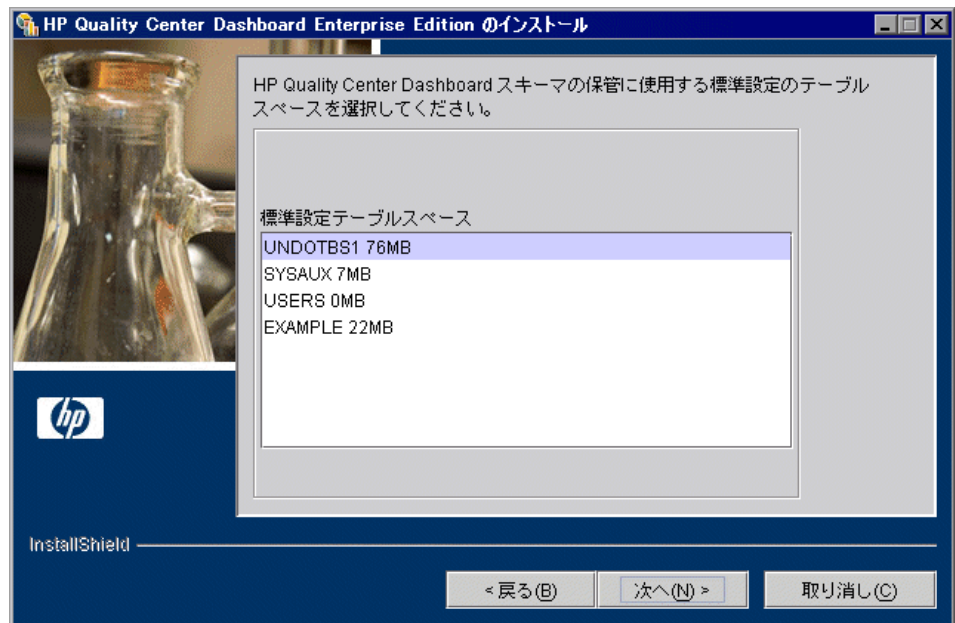 HP Quality Center Dashboard Enterprise Edition のインストール
HP Quality Center Dashboard スキーマの保管に使用する標準設定のテーブル
スペースを選択してください。
標準設定テーブルスペース
UNDOTBS1 76MB
SYSAUX 7MB
USERS 0MB
EXAMPLE 22MB
hp
InstallShield
<戻る(B)
次へ(N) >
取り消し(C)